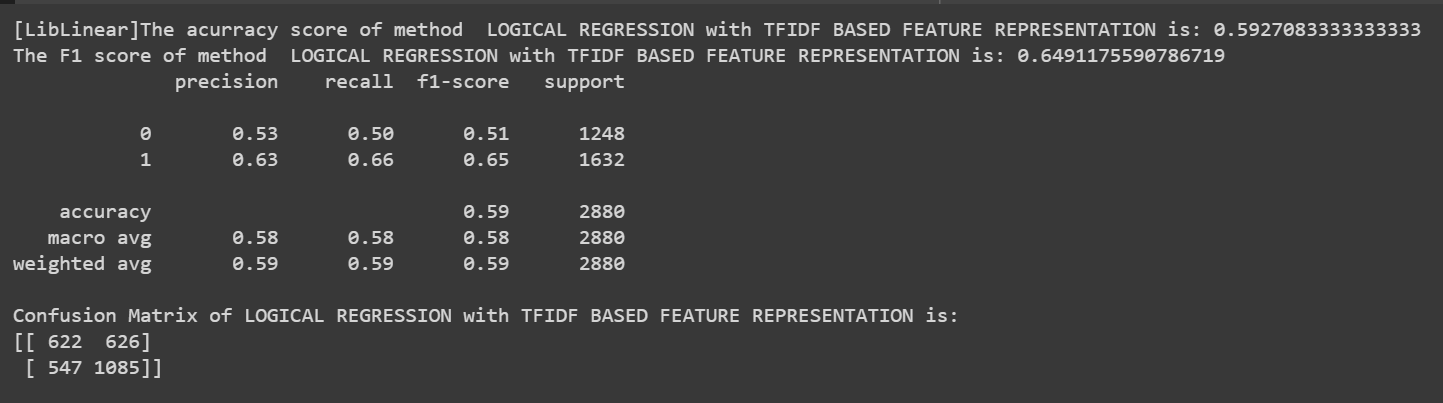 [LibLinear]The acurracy score of method  LOGICAL REGRESSION with TFIDF BASED FEATURE REPRESENTATION is: 0.5927083333333333
The F1 score of method  LOGICAL REGRESSION with TFIDF BASED FEATURE REPRESENTATION is: 0.6491175590786719
              precision    recall  f1-score   support
           0       0.53      0.50      0.51      1248
           1       0.63      0.66      0.65      1632
    accuracy                           0.59      2880
   macro avg       0.58      0.58      0.58      2880
weighted avg       0.59      0.59      0.59      2880
Confusion Matrix of LOGICAL REGRESSION with TFIDF BASED FEATURE REPRESENTATION is:
[[ 622  626]
 [ 547 1085]]